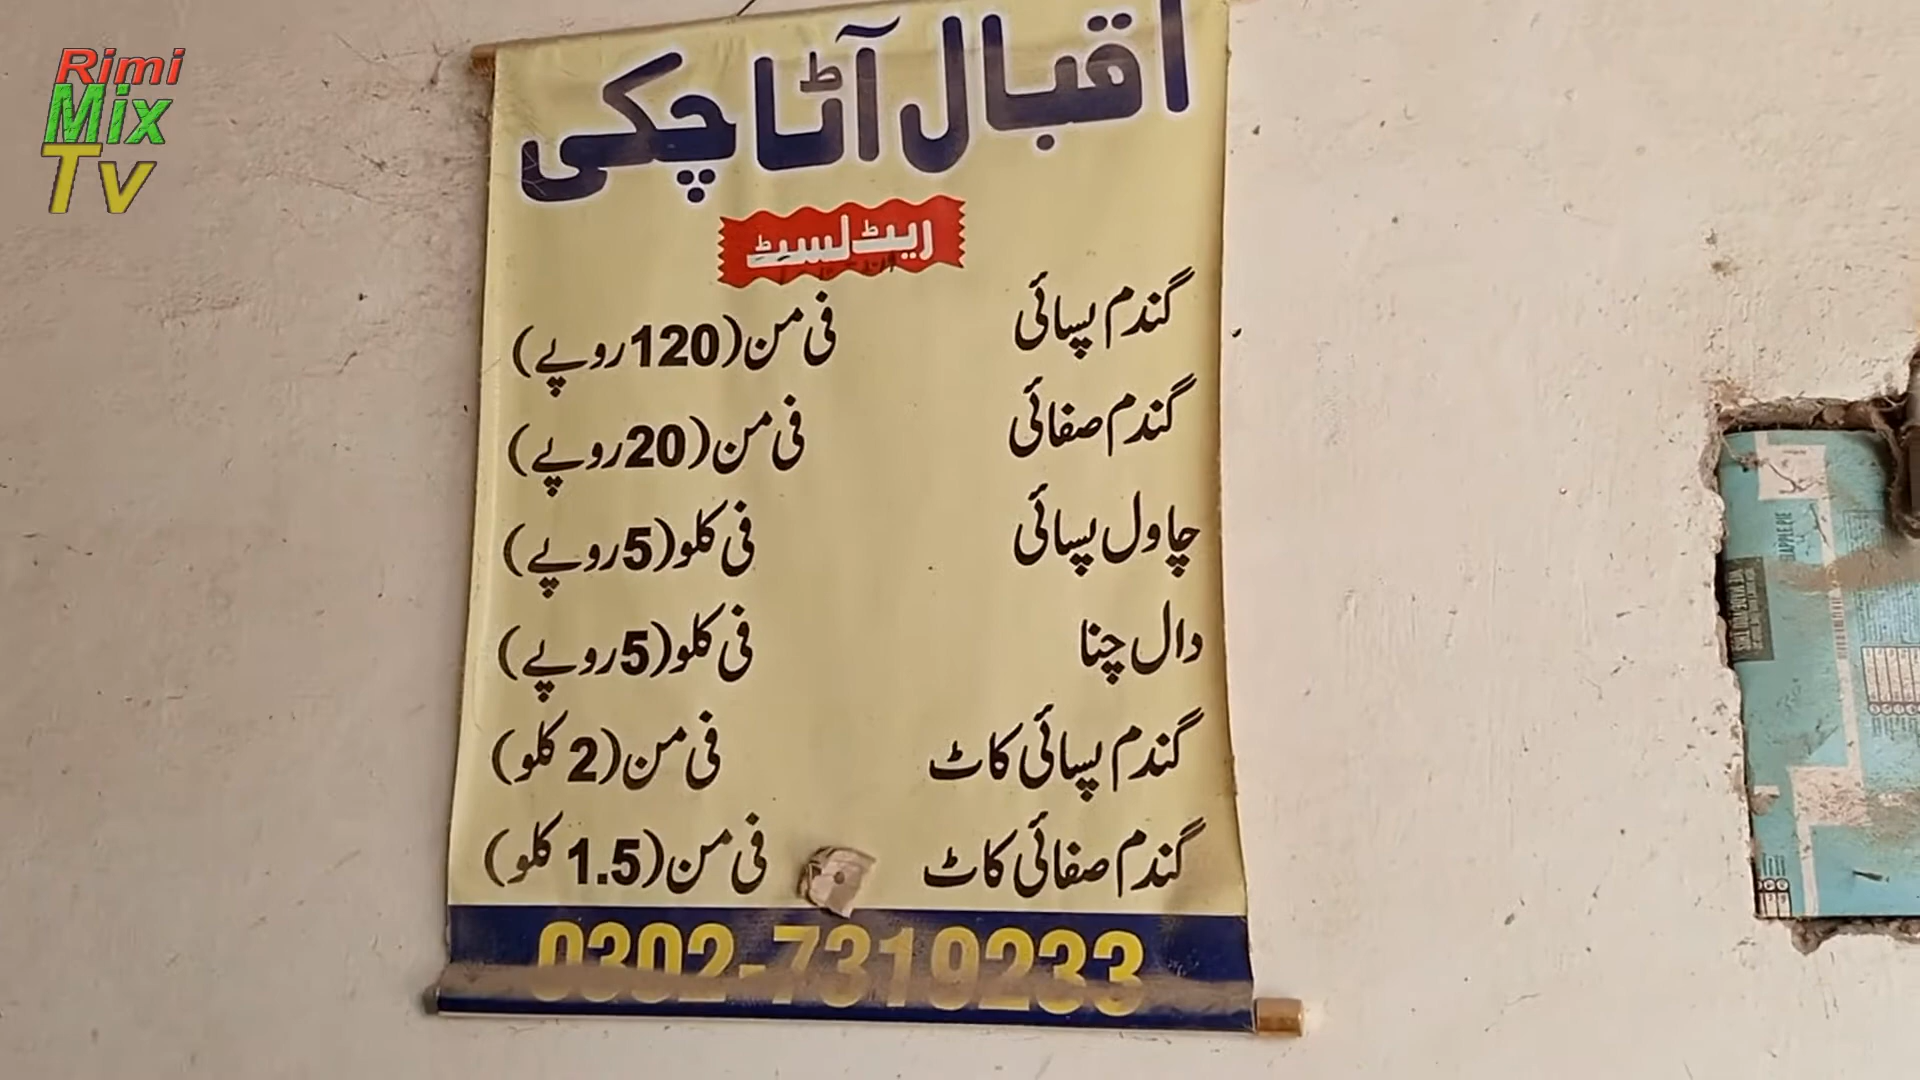 Rimi
Mix
Tv
اقبال آٹا چکی
ریٹ لسٹ
گندم پسائی فی من (120 روپے)
گندم صفائی فی من (20 روپے)
چاول پسائی فی کلو (5 روپے)
دال چنا فی کلو (5 روپے)
گندم پسائی کاٹ فی من (2 کلو)
گندم صفائی کاٹ فی من (1.5 کلو)
0302-7319233